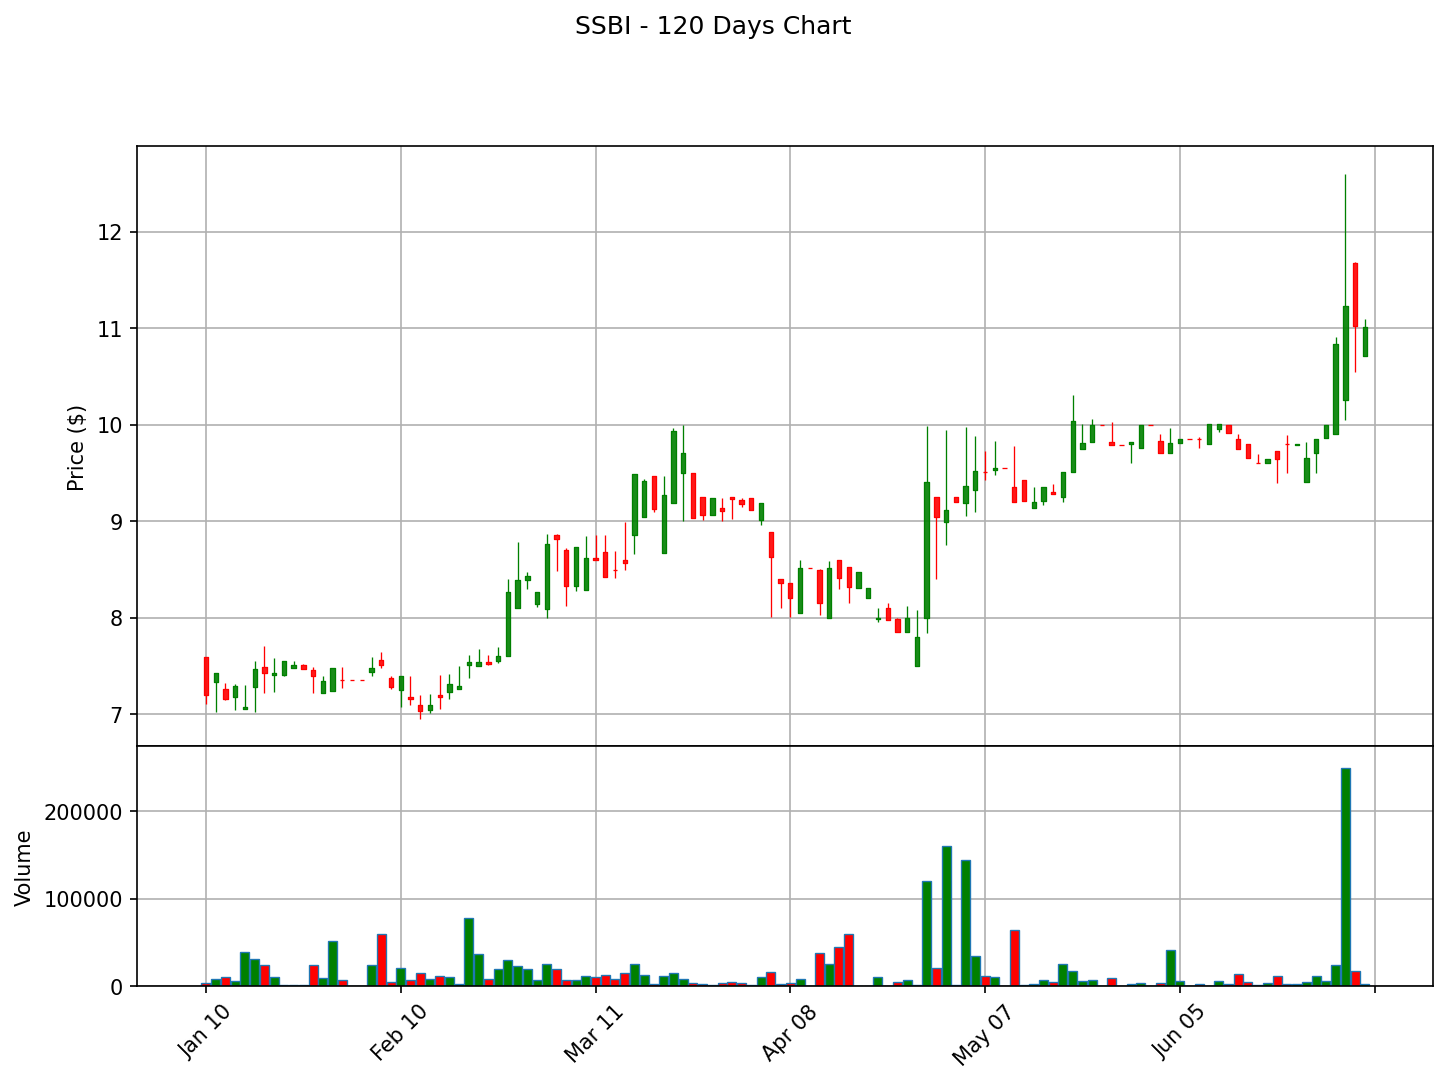 SSBI - 120 Days Chart
Price ($)
12
11
10
9
8
7
Volume
200000
100000
0
Jan 10
Feb 10
Mar 11
Apr 08
May 07
Jun 05